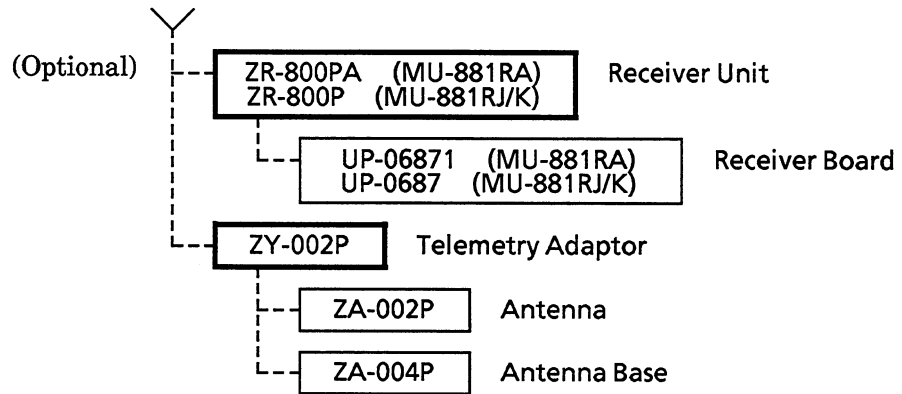 (Optional)
ZR-800PA (MU-881RA) Receiver Unit
ZR-800P (MU-881RJ/K)
UP-06871 (MU-881RA) Receiver Board
UP-0687 (MU-881RJ/K)
ZY-002P Telemetry Adaptor
ZA-002P Antenna
ZA-004P Antenna Base